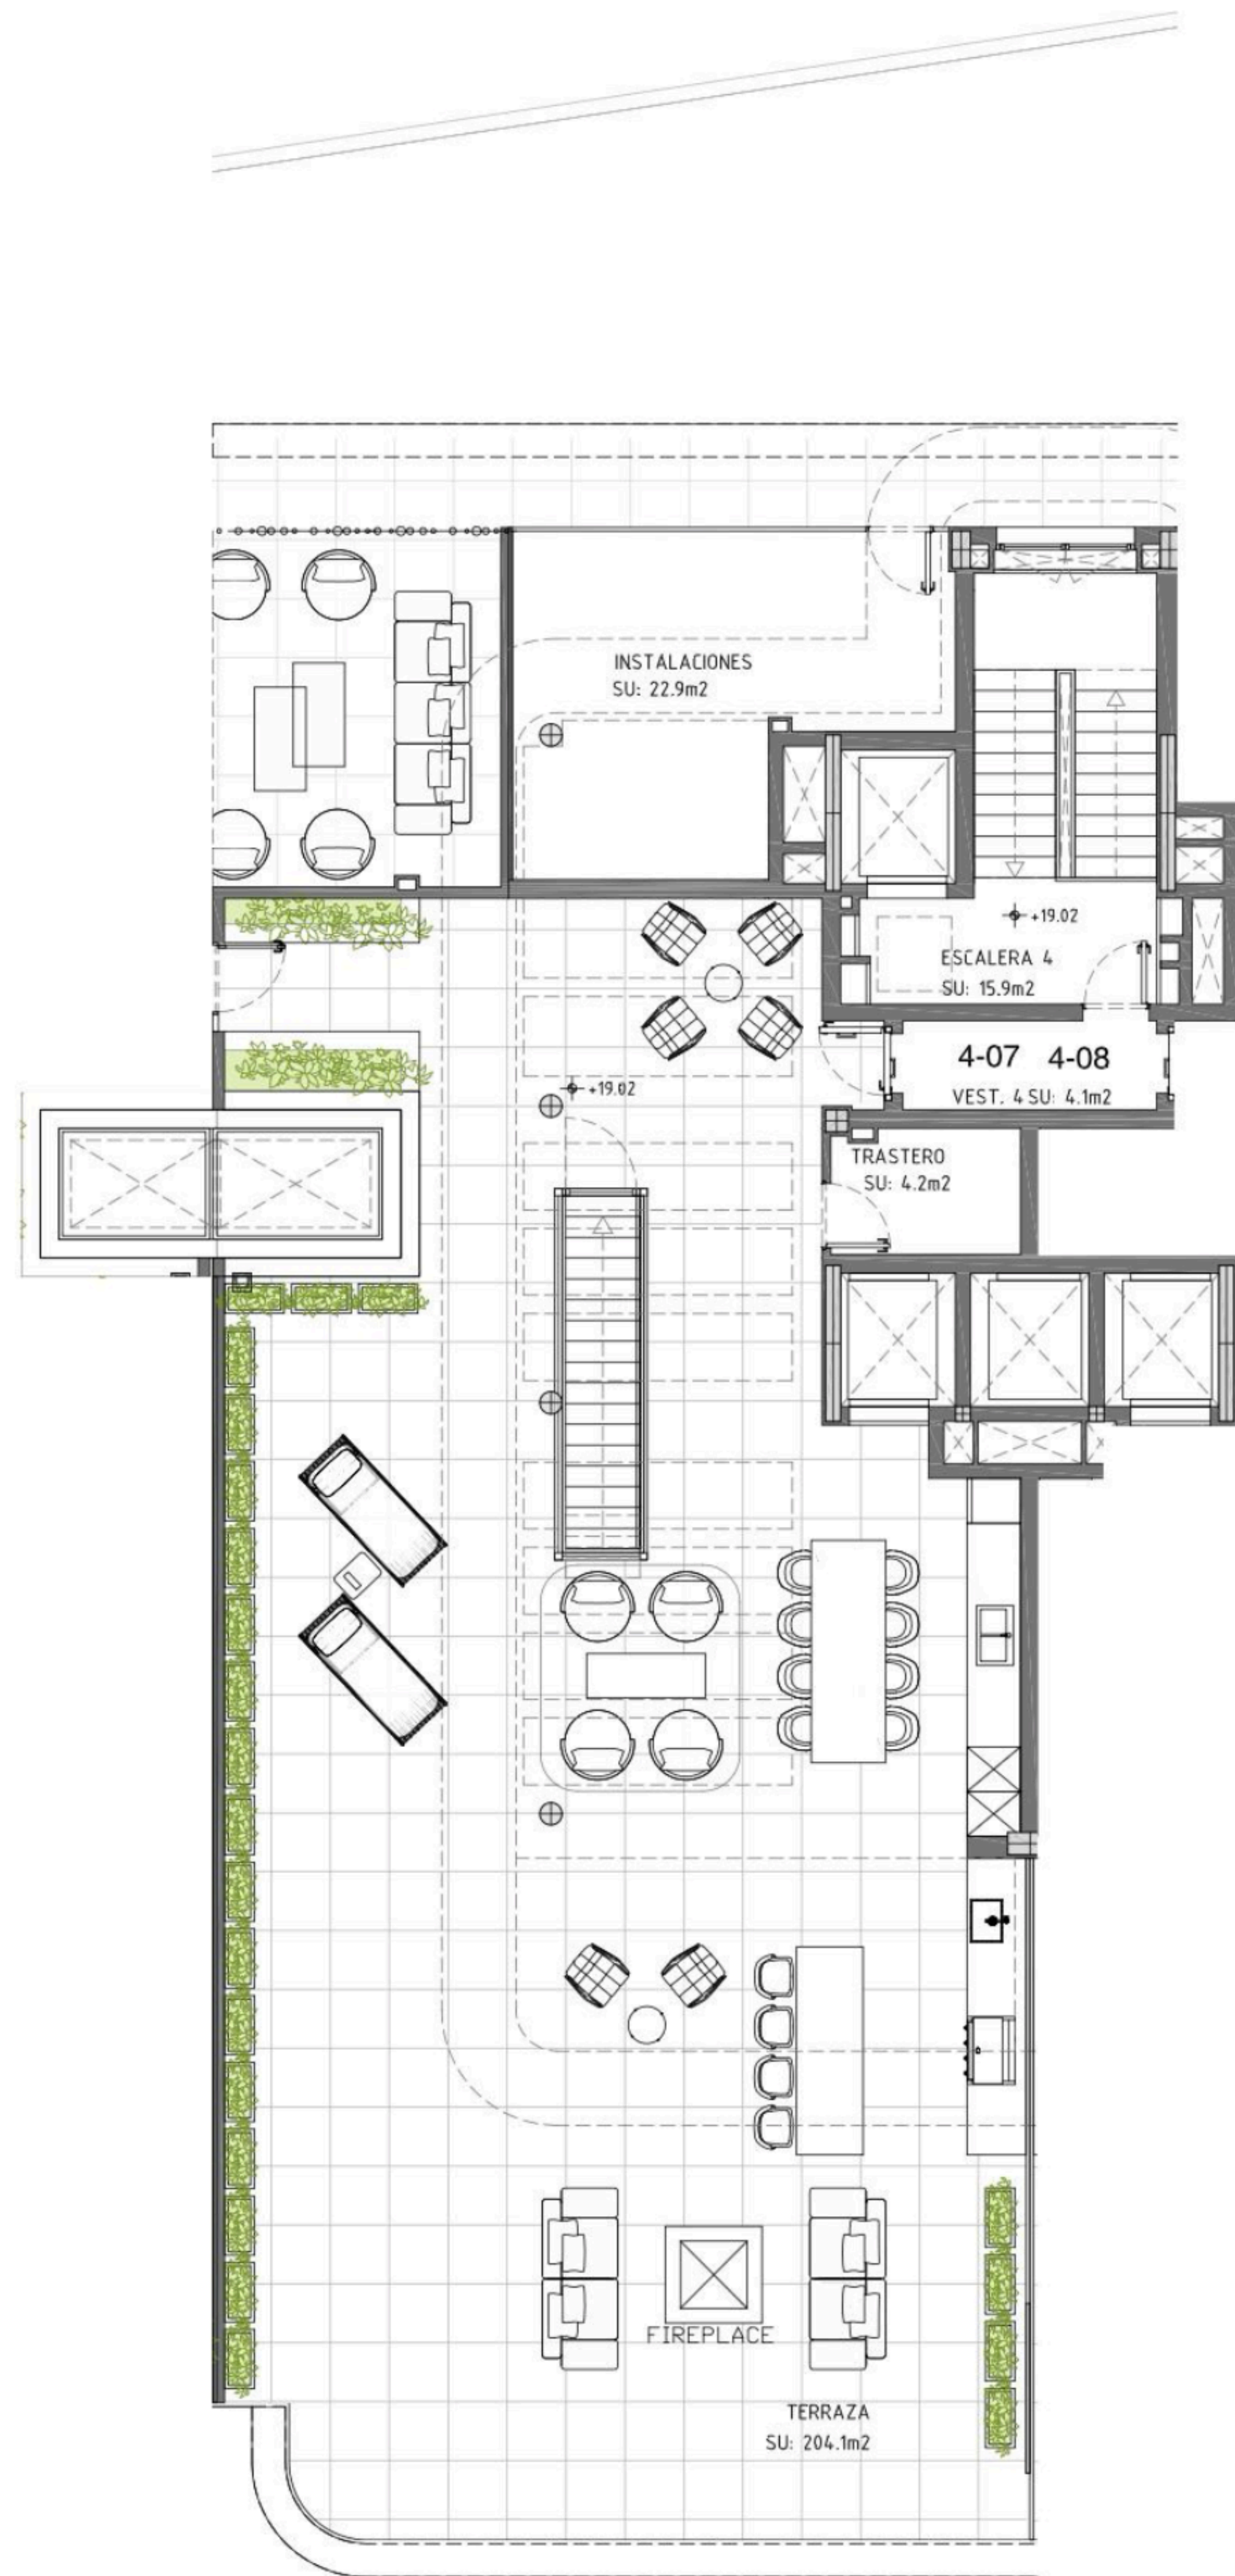 INSTALACIONES
SU: 22.9m2
+19.02
ESCALERA 4
SU: 15.9m2
4-07 4-08
VEST. 4 SU: 4.1m2
+19.02
TRASTERO
SU: 4.2m2
FIREPLACE
TERRAZA
SU: 204.1m2